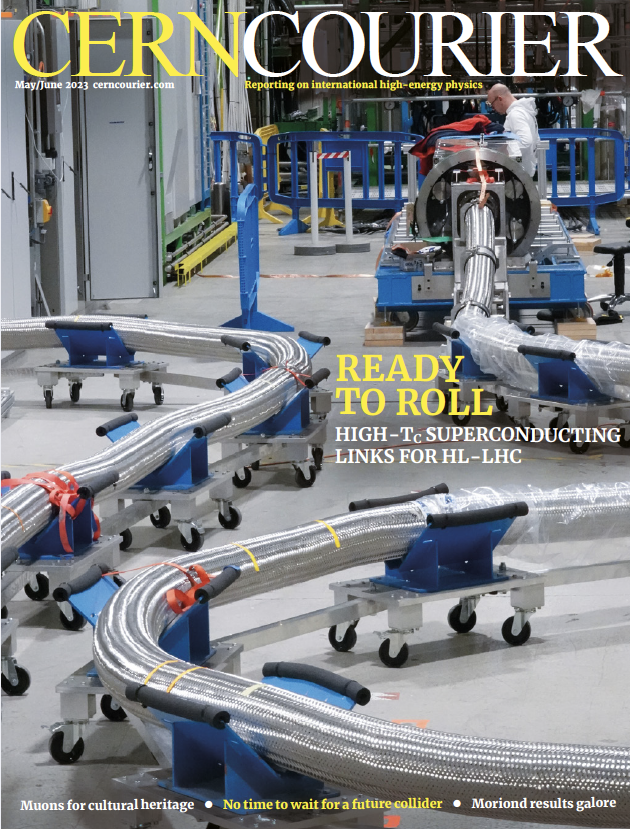 CERNCOURIER
May/June 2023 cerncourier.com
Reporting on international high-energy physics
READY
TO ROLL
HIGH-Tc SUPERCONDUCTING
LINKS FOR HL-LHC
Muons for cultural heritage • No time to wait for a future collider • Moriond results galore